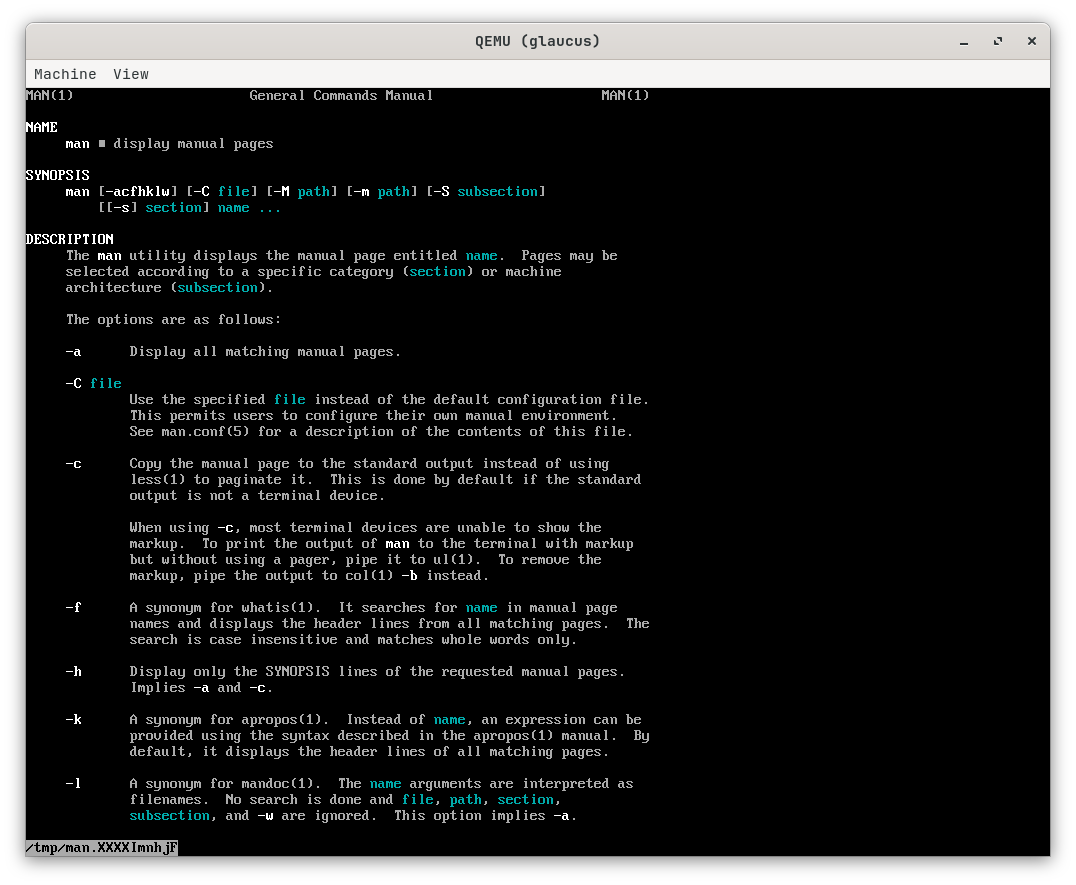 QEMU (glaucus)
Machine View
MAN(1) General Commands Manual MAN(1)
NAME
man ■ display manual pages
SYNOPSIS
man [-acfhklw] [-C file] [-M path] [-m path] [-S subsection]
[[-s] section] name ...
DESCRIPTION
The man utility displays the manual page entitled name. Pages may be
selected according to a specific category (section) or machine
architecture (subsection).
The options are as follows:
-a Display all matching manual pages.
-C file
Use the specified file instead of the default configuration file.
This permits users to configure their own manual environment.
See man.conf(5) for a description of the contents of this file.
-c Copy the manual page to the standard output instead of using
less(1) to paginate it. This is done by default if the standard
output is not a terminal device.
When using -c, most terminal devices are unable to show the
markup. To print the output of man to the terminal with markup
but without using a pager, pipe it to ul(1). To remove the
markup, pipe the output to col(1) -b instead.
-f A synonym for whatis(1). It searches for name in manual page
names and displays the header lines from all matching pages. The
search is case insensitive and matches whole words only.
-h Display only the SYNOPSIS lines of the requested manual pages.
Implies -a and -c.
-k A synonym for apropos(1). Instead of name, an expression can be
provided using the syntax described in the apropos(1) manual. By
default, it displays the header lines of all matching pages.
-l A synonym for mandoc(1). The name arguments are interpreted as
filenames. No search is done and file, path, section,
subsection, and -w are ignored. This option implies -a.
/tmp/man.XXXXImnhjF